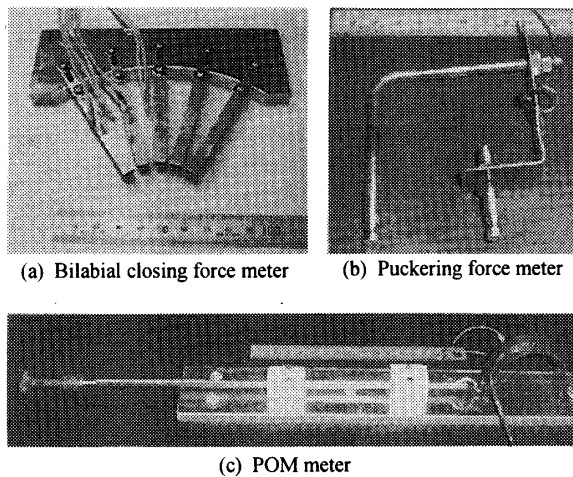 (a) Bilabial closing force meter
(b) Puckering force meter
(c) POM meter